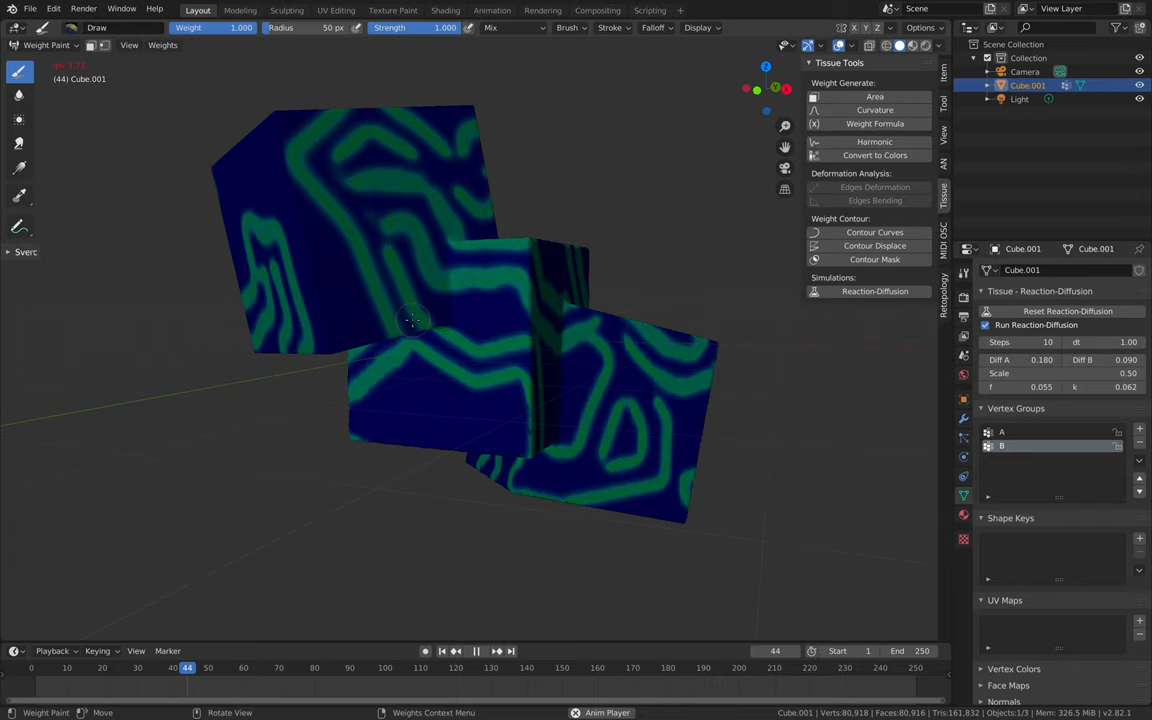 File Edit Render Window Help Layout Modeling Sculpting UV Editing Texture Paint Shading Animation Rendering Compositing Scripting + Scene View Layer
Draw Weight 1.000 Radius 50 px Strength 1.000 Mix Brush Stroke Falloff Display X Y Z Options
Weight Paint View Weights
fps 1.71
(44) Cube.001
Sverc
Z
Y
X
Tissue Tools
Weight Generate:
Area
Curvature
Weight Formula
Harmonic
Convert to Colors
Deformation Analysis:
Edges Deformation
Edges Bending
Weight Contour:
Contour Curves
Contour Displace
Contour Mask
Simulations:
Reaction-Diffusion
Item
Tool
View
AN
Tissue
MIDI OSC
Retopology
Scene Collection
Collection
Camera
Cube.001
Light
Cube.001 Cube.001
Cube.001
Tissue - Reaction-Diffusion
Reset Reaction-Diffusion
Run Reaction-Diffusion
Steps 10 dt 1.00
Diff A 0.180 Diff B 0.090
Scale 0.50
f 0.055 k 0.062
Vertex Groups
A
B
Shape Keys
UV Maps
Vertex Colors
Face Maps
Normals
Playback Keying View Marker 44 Start 1 End 250
0 10 20 30 40 44 50 60 70 80 90 100 110 120 130 140 150 160 170 180 190 200 210 220 230 240 250
Weight Paint Move Rotate View Weights Context Menu Anim Player Cube.001 | Verts:80,918 | Faces:80,916 | Tris:161,832 | Objects:1/3 | Mem: 326.5 MiB | v2.82.1